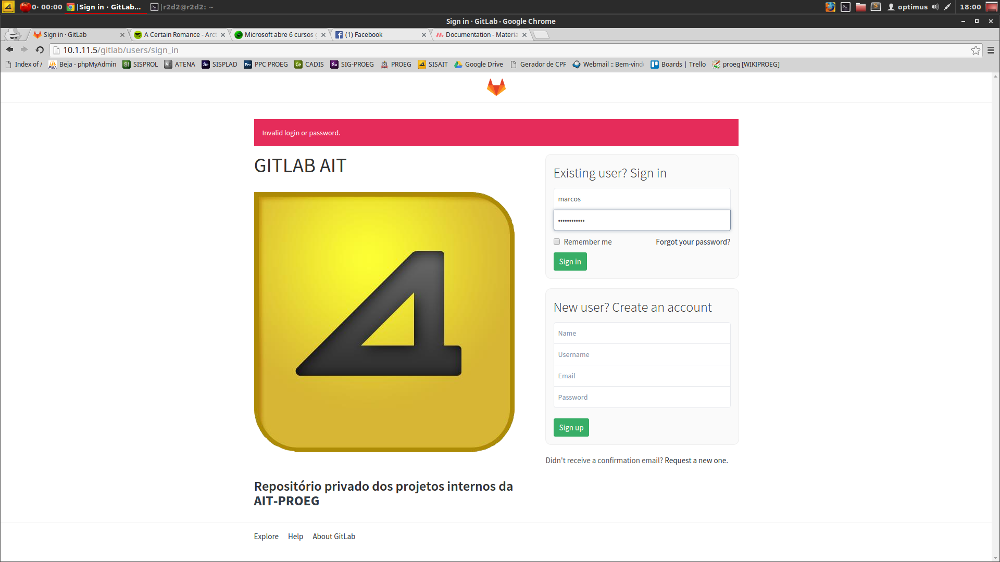 0· 00:00 |Sign in · GitLab... |r2d2@r2d2: ~ optimus 18:00
Sign in · GitLab - Google Chrome
Sign in · GitLab A Certain Romance - Arct Microsoft abre 6 cursos g (1) Facebook Documentation - Materia
10.1.11.5/gitlab/users/sign_in
Index of / Beja - phpMyAdmin SISPROL ATENA SISPLAD PPC PROEG CADIS SIG-PROEG PROEG SISAIT Google Drive Gerador de CPF Webmail :: Bem-vind Boards | Trello proeg [WIKIPROEG]
Invalid login or password.
GITLAB AIT
Existing user? Sign in
marcos
••••••••••••
Remember me Forgot your password?
Sign in
New user? Create an account
Name
Username
Email
Password
Sign up
Didn't receive a confirmation email? Request a new one.
Repositório privado dos projetos internos da
AIT-PROEG
Explore Help About GitLab